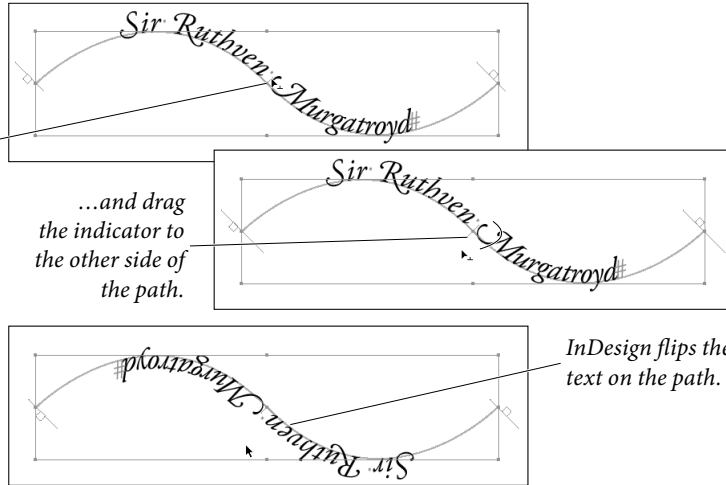 Sir Ruthven Murgatroyd#
…and drag
the indicator to
the other side of
the path.
Sir Ruthven Murgatroyd#
InDesign flips the
text on the path.
Sir Ruthven Murgatroyd#